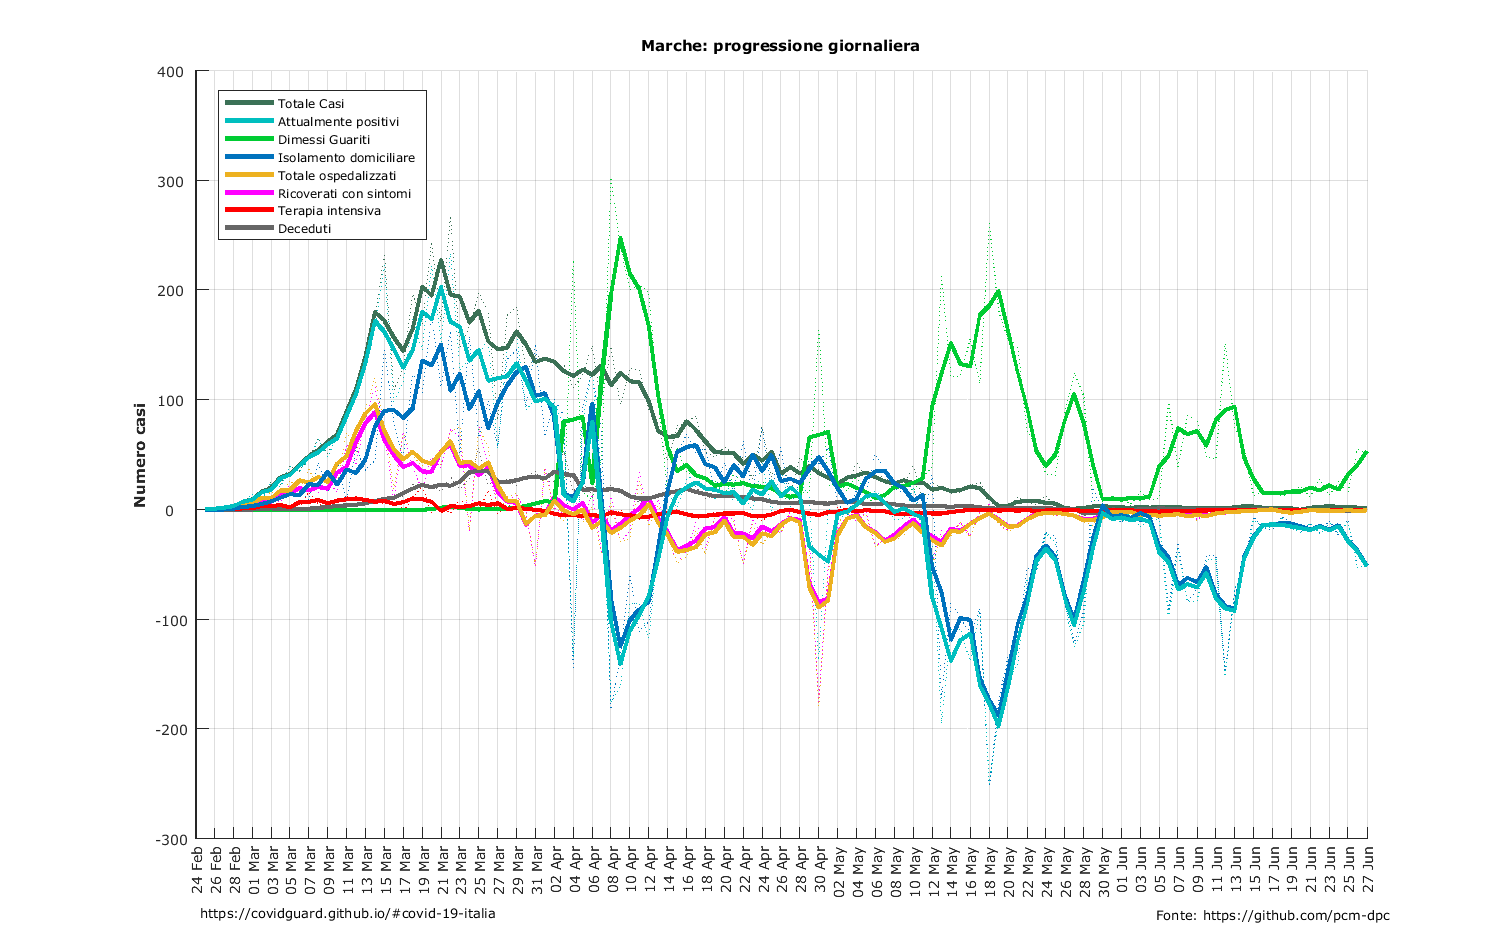 Marche: progressione giornaliera
400
300
200
100
0
-100
-200
-300
Numero casi
Totale Casi
Attualmente positivi
Dimessi Guariti
Isolamento domiciliare
Totale ospedalizzati
Ricoverati con sintomi
Terapia intensiva
Deceduti
24 Feb
26 Feb
28 Feb
01 Mar
03 Mar
05 Mar
07 Mar
09 Mar
11 Mar
13 Mar
15 Mar
17 Mar
19 Mar
21 Mar
23 Mar
25 Mar
27 Mar
29 Mar
31 Mar
02 Apr
04 Apr
06 Apr
08 Apr
10 Apr
12 Apr
14 Apr
16 Apr
18 Apr
20 Apr
22 Apr
24 Apr
26 Apr
28 Apr
30 Apr
02 May
04 May
06 May
08 May
10 May
12 May
14 May
16 May
18 May
20 May
22 May
24 May
26 May
28 May
30 May
01 Jun
03 Jun
05 Jun
07 Jun
09 Jun
11 Jun
13 Jun
15 Jun
17 Jun
19 Jun
21 Jun
23 Jun
25 Jun
27 Jun
https://covidguard.github.io/#covid-19-italia
Fonte: https://github.com/pcm-dpc